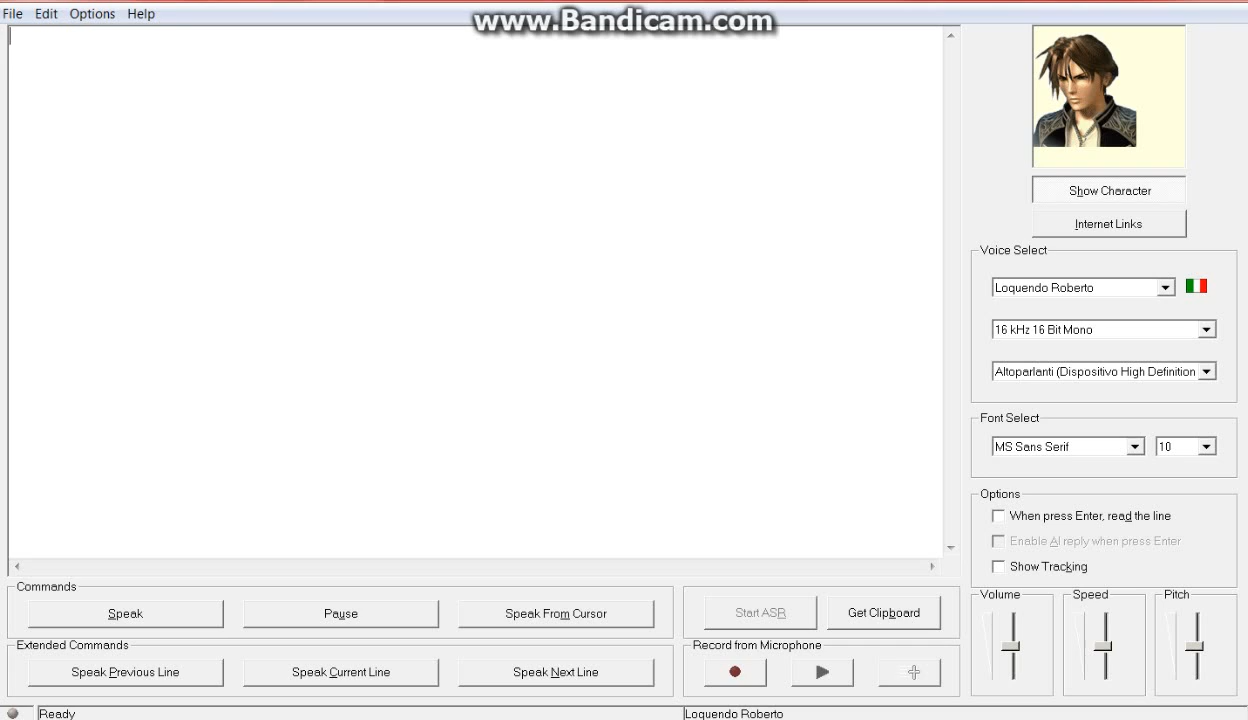 File Edit Options Help
www.Bandicam.com
Show Character
Internet Links
Voice Select
Loquendo Roberto
16 kHz 16 Bit Mono
Altoparlanti (Dispositivo High Definition
Font Select
MS Sans Serif 10
Options
When press Enter, read the line
Enable AI reply when press Enter
Show Tracking
Commands
Speak Pause Speak From Cursor
Start ASR Get Clipboard
Extended Commands
Speak Previous Line Speak Current Line Speak Next Line
Record from Microphone
Volume Speed Pitch
Ready Loquendo Roberto